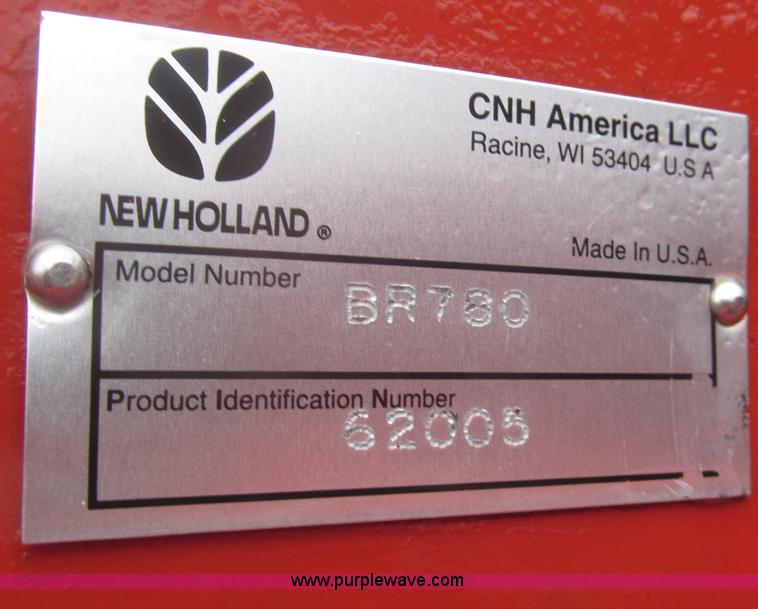 CNH America LLC
Racine, WI 53404 U.S A
NEW HOLLAND ®
Made In U.S.A.
Model Number
BR780
Product Identification Number
62005
www.purplewave.com